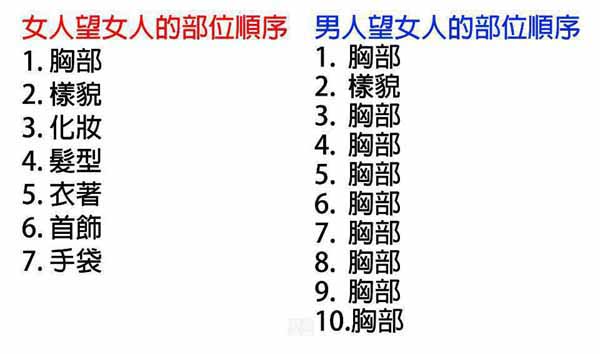 女人望女人的部位順序
1. 胸部
2. 樣貌
3. 化妝
4. 髮型
5. 衣著
6. 首飾
7. 手袋
男人望女人的部位順序
1. 胸部
2. 樣貌
3. 胸部
4. 胸部
5. 胸部
6. 胸部
7. 胸部
8. 胸部
9. 胸部
10.胸部